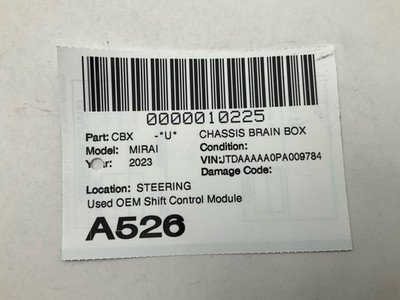 0000010225
Part: CBX -*U* CHASSIS BRAIN BOX
Model: MIRAI Condition:
Year: 2023 VIN:JTDAAAAA0PA009784
Damage Code:
Location: STEERING
Used OEM Shift Control Module
A526